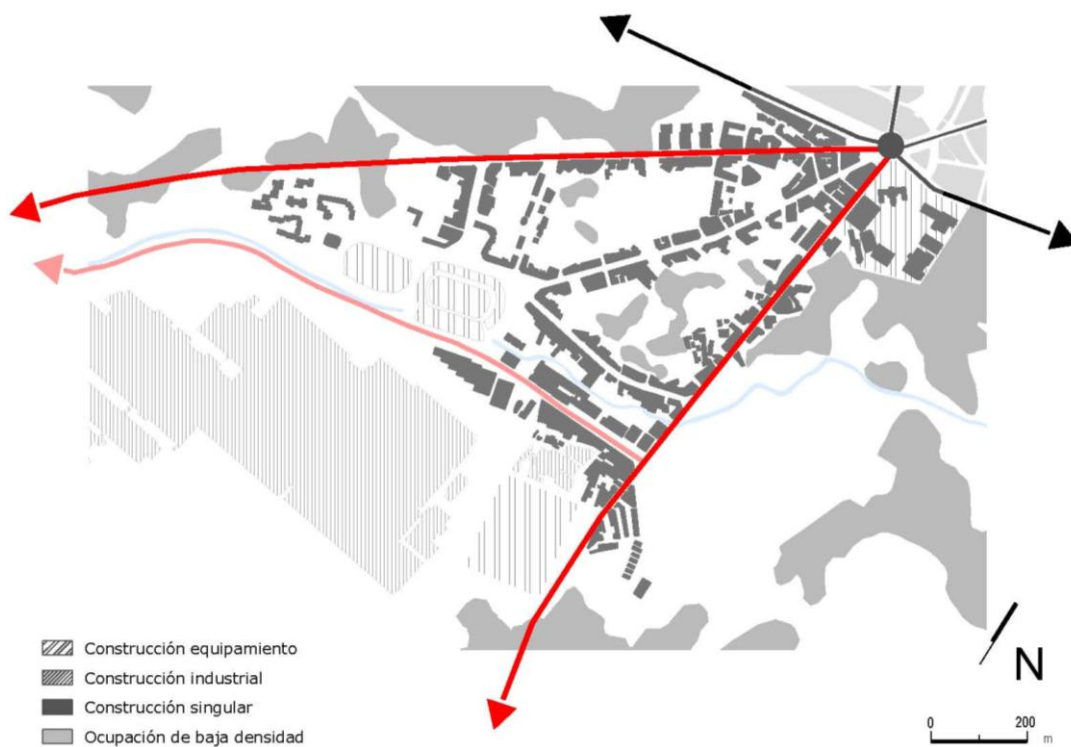 Construcción equipamiento
Construcción industrial
Construcción singular
Ocupación de baja densidad
N
0 200
m